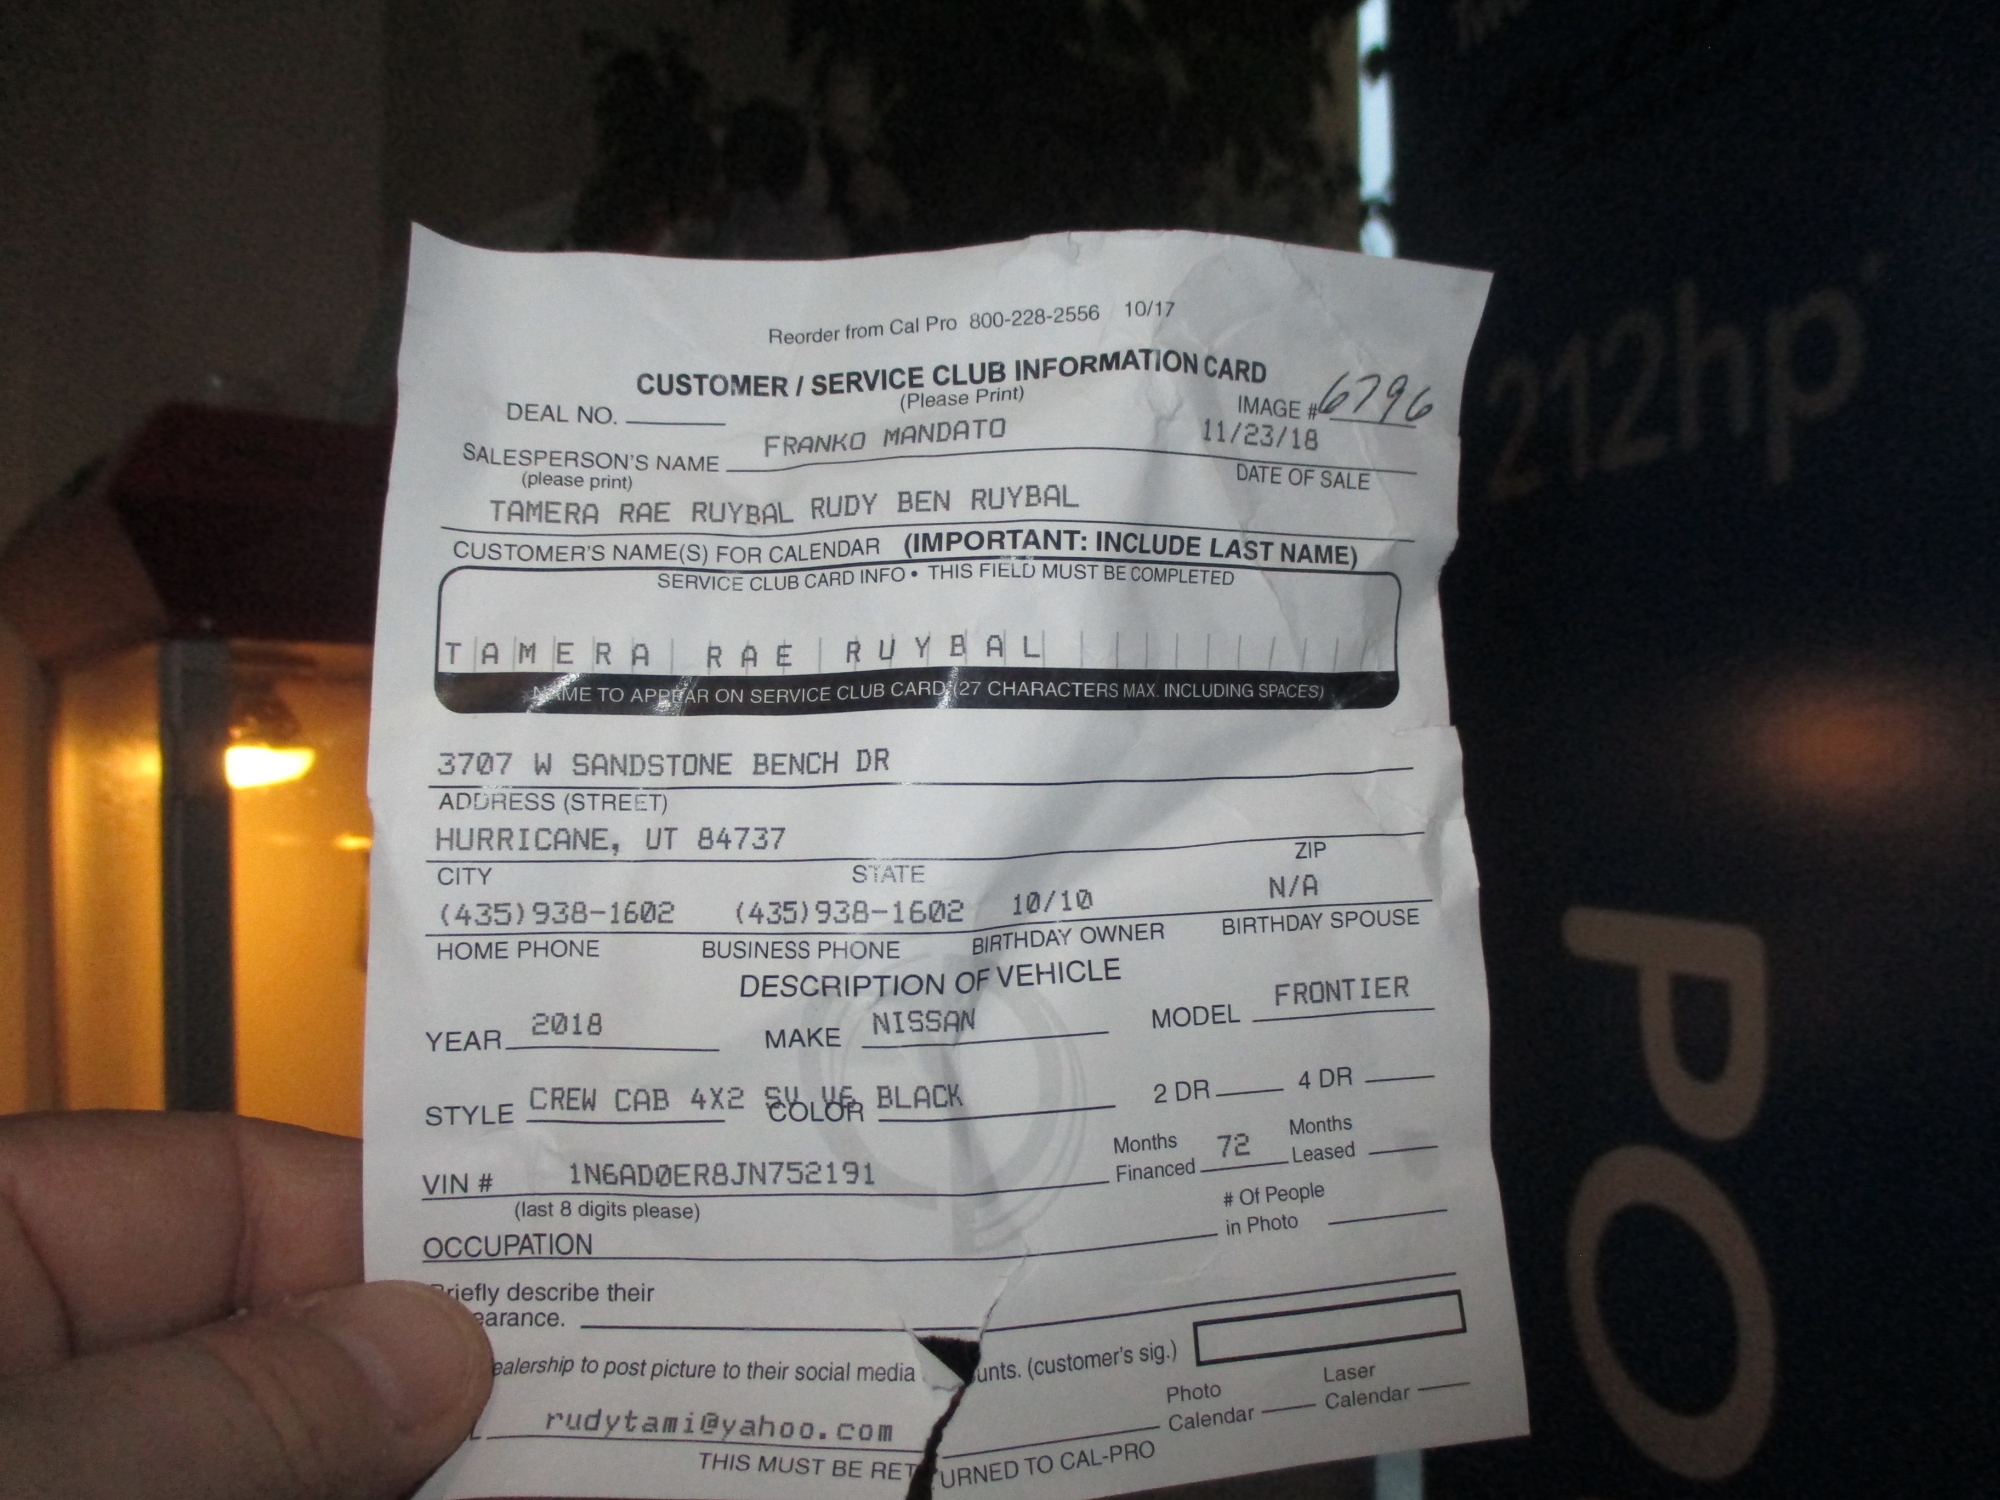 Reorder from Cal Pro 800-228-2556 10/17
CUSTOMER / SERVICE CLUB INFORMATION CARD
(Please Print)
DEAL NO.
IMAGE # 6796
SALESPERSON'S NAME FRANKO MANDATO 11/23/18
(please print)
DATE OF SALE
TAMERA RAE RUYBAL RUDY BEN RUYBAL
CUSTOMER'S NAME(S) FOR CALENDAR (IMPORTANT: INCLUDE LAST NAME)
SERVICE CLUB CARD INFO • THIS FIELD MUST BE COMPLETED
TAMERA RAE RUYBAL
NAME TO APPEAR ON SERVICE CLUB CARD (27 CHARACTERS MAX. INCLUDING SPACES)
3707 W SANDSTONE BENCH DR
ADDRESS (STREET)
HURRICANE, UT 84737
CITY STATE ZIP
(435)938-1602 (435)938-1602 10/10 N/A
HOME PHONE BUSINESS PHONE BIRTHDAY OWNER BIRTHDAY SPOUSE
DESCRIPTION OF VEHICLE
YEAR 2018 MAKE NISSAN MODEL FRONTIER
STYLE CREW CAB 4X2 SV V6 COLOR BLACK 2 DR 4 DR
VIN # 1N6AD0ER8JN752191
(last 8 digits please)
Months Financed 72 Months Leased
OCCUPATION
# Of People in Photo
riefly describe their
earance.
ealership to post picture to their social media unts. (customer's sig.)
Photo Calendar Laser Calendar
rudytami@yahoo.com
THIS MUST BE RETURNED TO CAL-PRO
212hp
PO